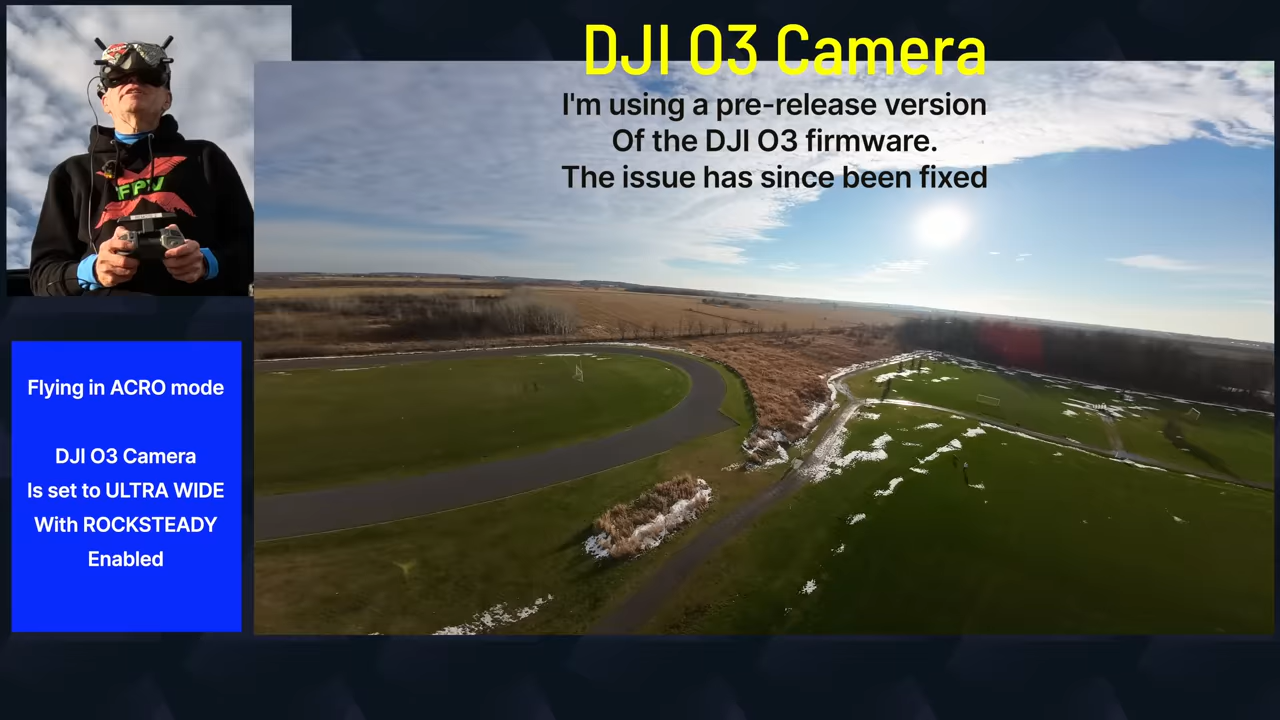 DJI O3 Camera
I'm using a pre-release version
Of the DJI O3 firmware.
The issue has since been fixed
FPV
Flying in ACRO mode
DJI O3 Camera
Is set to ULTRA WIDE
With ROCKSTEADY
Enabled